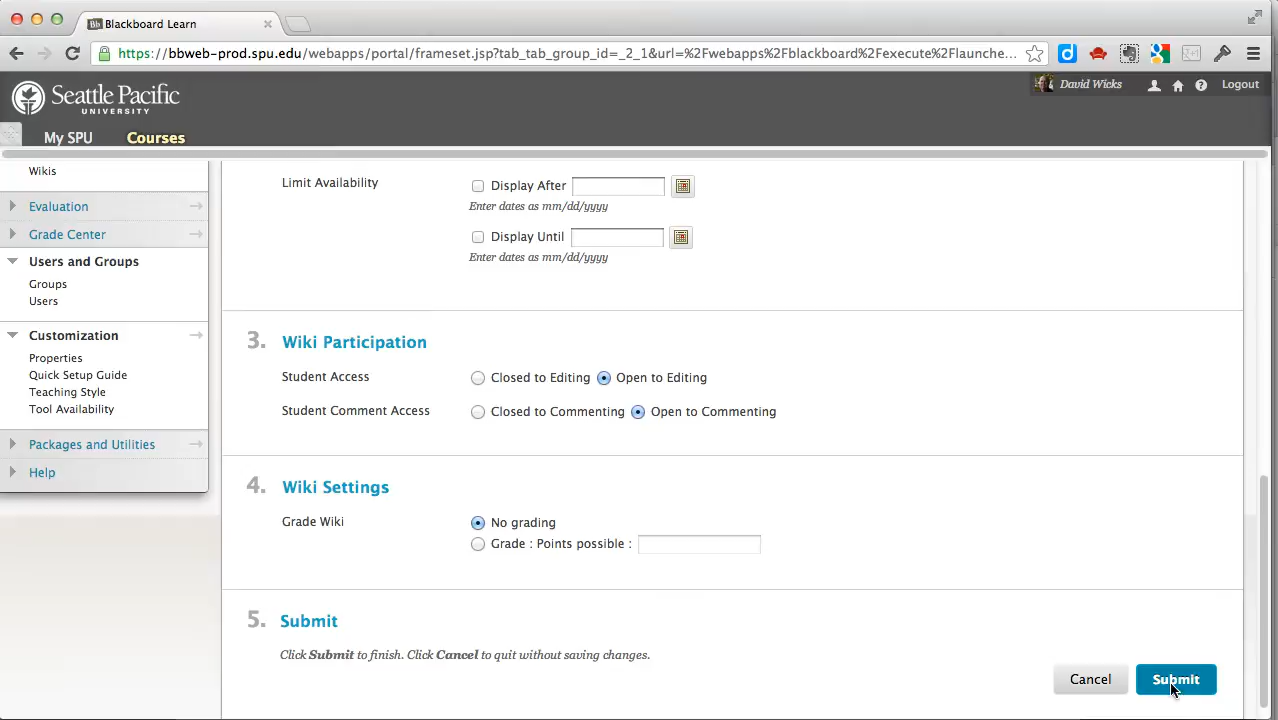 Blackboard Learn
https://bbweb-prod.spu.edu/webapps/portal/frameset.jsp?tab_tab_group_id=_2_1&url=%2Fwebapps%2Fblackboard%2Fexecute%2Flaunche...
Seattle Pacific
UNIVERSITY
David Wicks
Logout
My SPU
Courses
Wikis
Evaluation
Grade Center
Users and Groups
Groups
Users
Customization
Properties
Quick Setup Guide
Teaching Style
Tool Availability
Packages and Utilities
Help
Limit Availability
Display After
Enter dates as mm/dd/yyyy
Display Until
Enter dates as mm/dd/yyyy
3. Wiki Participation
Student Access Closed to Editing Open to Editing
Student Comment Access Closed to Commenting Open to Commenting
4. Wiki Settings
Grade Wiki No grading
Grade : Points possible :
5. Submit
Click Submit to finish. Click Cancel to quit without saving changes.
Cancel Submit